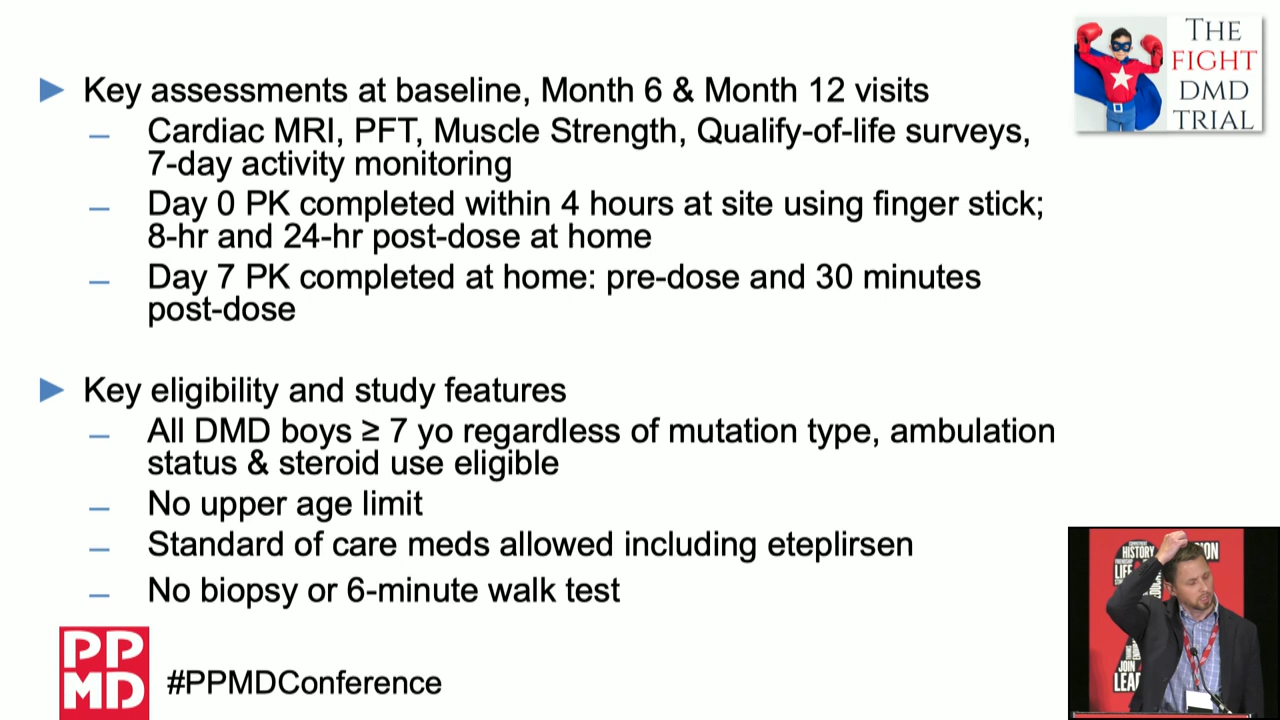 THE
FIGHT
DMD
TRIAL
Key assessments at baseline, Month 6 & Month 12 visits
– Cardiac MRI, PFT, Muscle Strength, Qualify-of-life surveys,
7-day activity monitoring
– Day 0 PK completed within 4 hours at site using finger stick;
8-hr and 24-hr post-dose at home
– Day 7 PK completed at home: pre-dose and 30 minutes
post-dose
Key eligibility and study features
– All DMD boys ≥ 7 yo regardless of mutation type, ambulation
status & steroid use eligible
– No upper age limit
– Standard of care meds allowed including eteplirsen
– No biopsy or 6-minute walk test
PP
MD
#PPMDConference
HISTORY
LIFE
JOIN